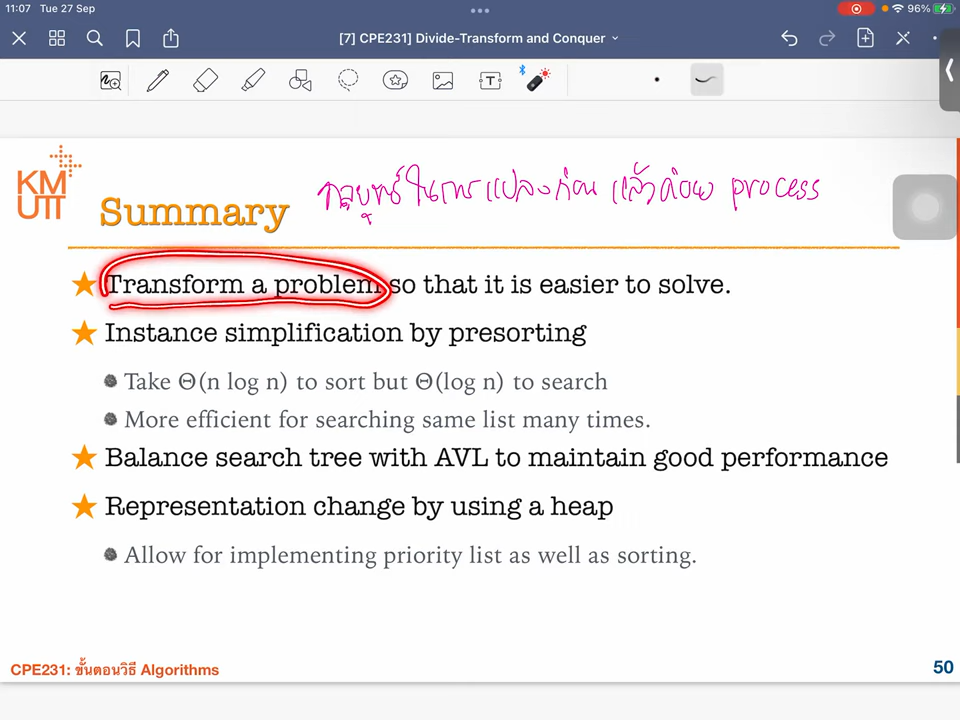 11:07 Tue 27 Sep
96%
[7] CPE231] Divide-Transform and Conquer
T
KM
UTT
Summary
กลยุทธ์ในการแปลงก่อน แล้วค่อย process
Transform a problem so that it is easier to solve.
Instance simplification by presorting
Take Θ(n log n) to sort but Θ(log n) to search
More efficient for searching same list many times.
Balance search tree with AVL to maintain good performance
Representation change by using a heap
Allow for implementing priority list as well as sorting.
CPE231: ขั้นตอนวิธี Algorithms
50